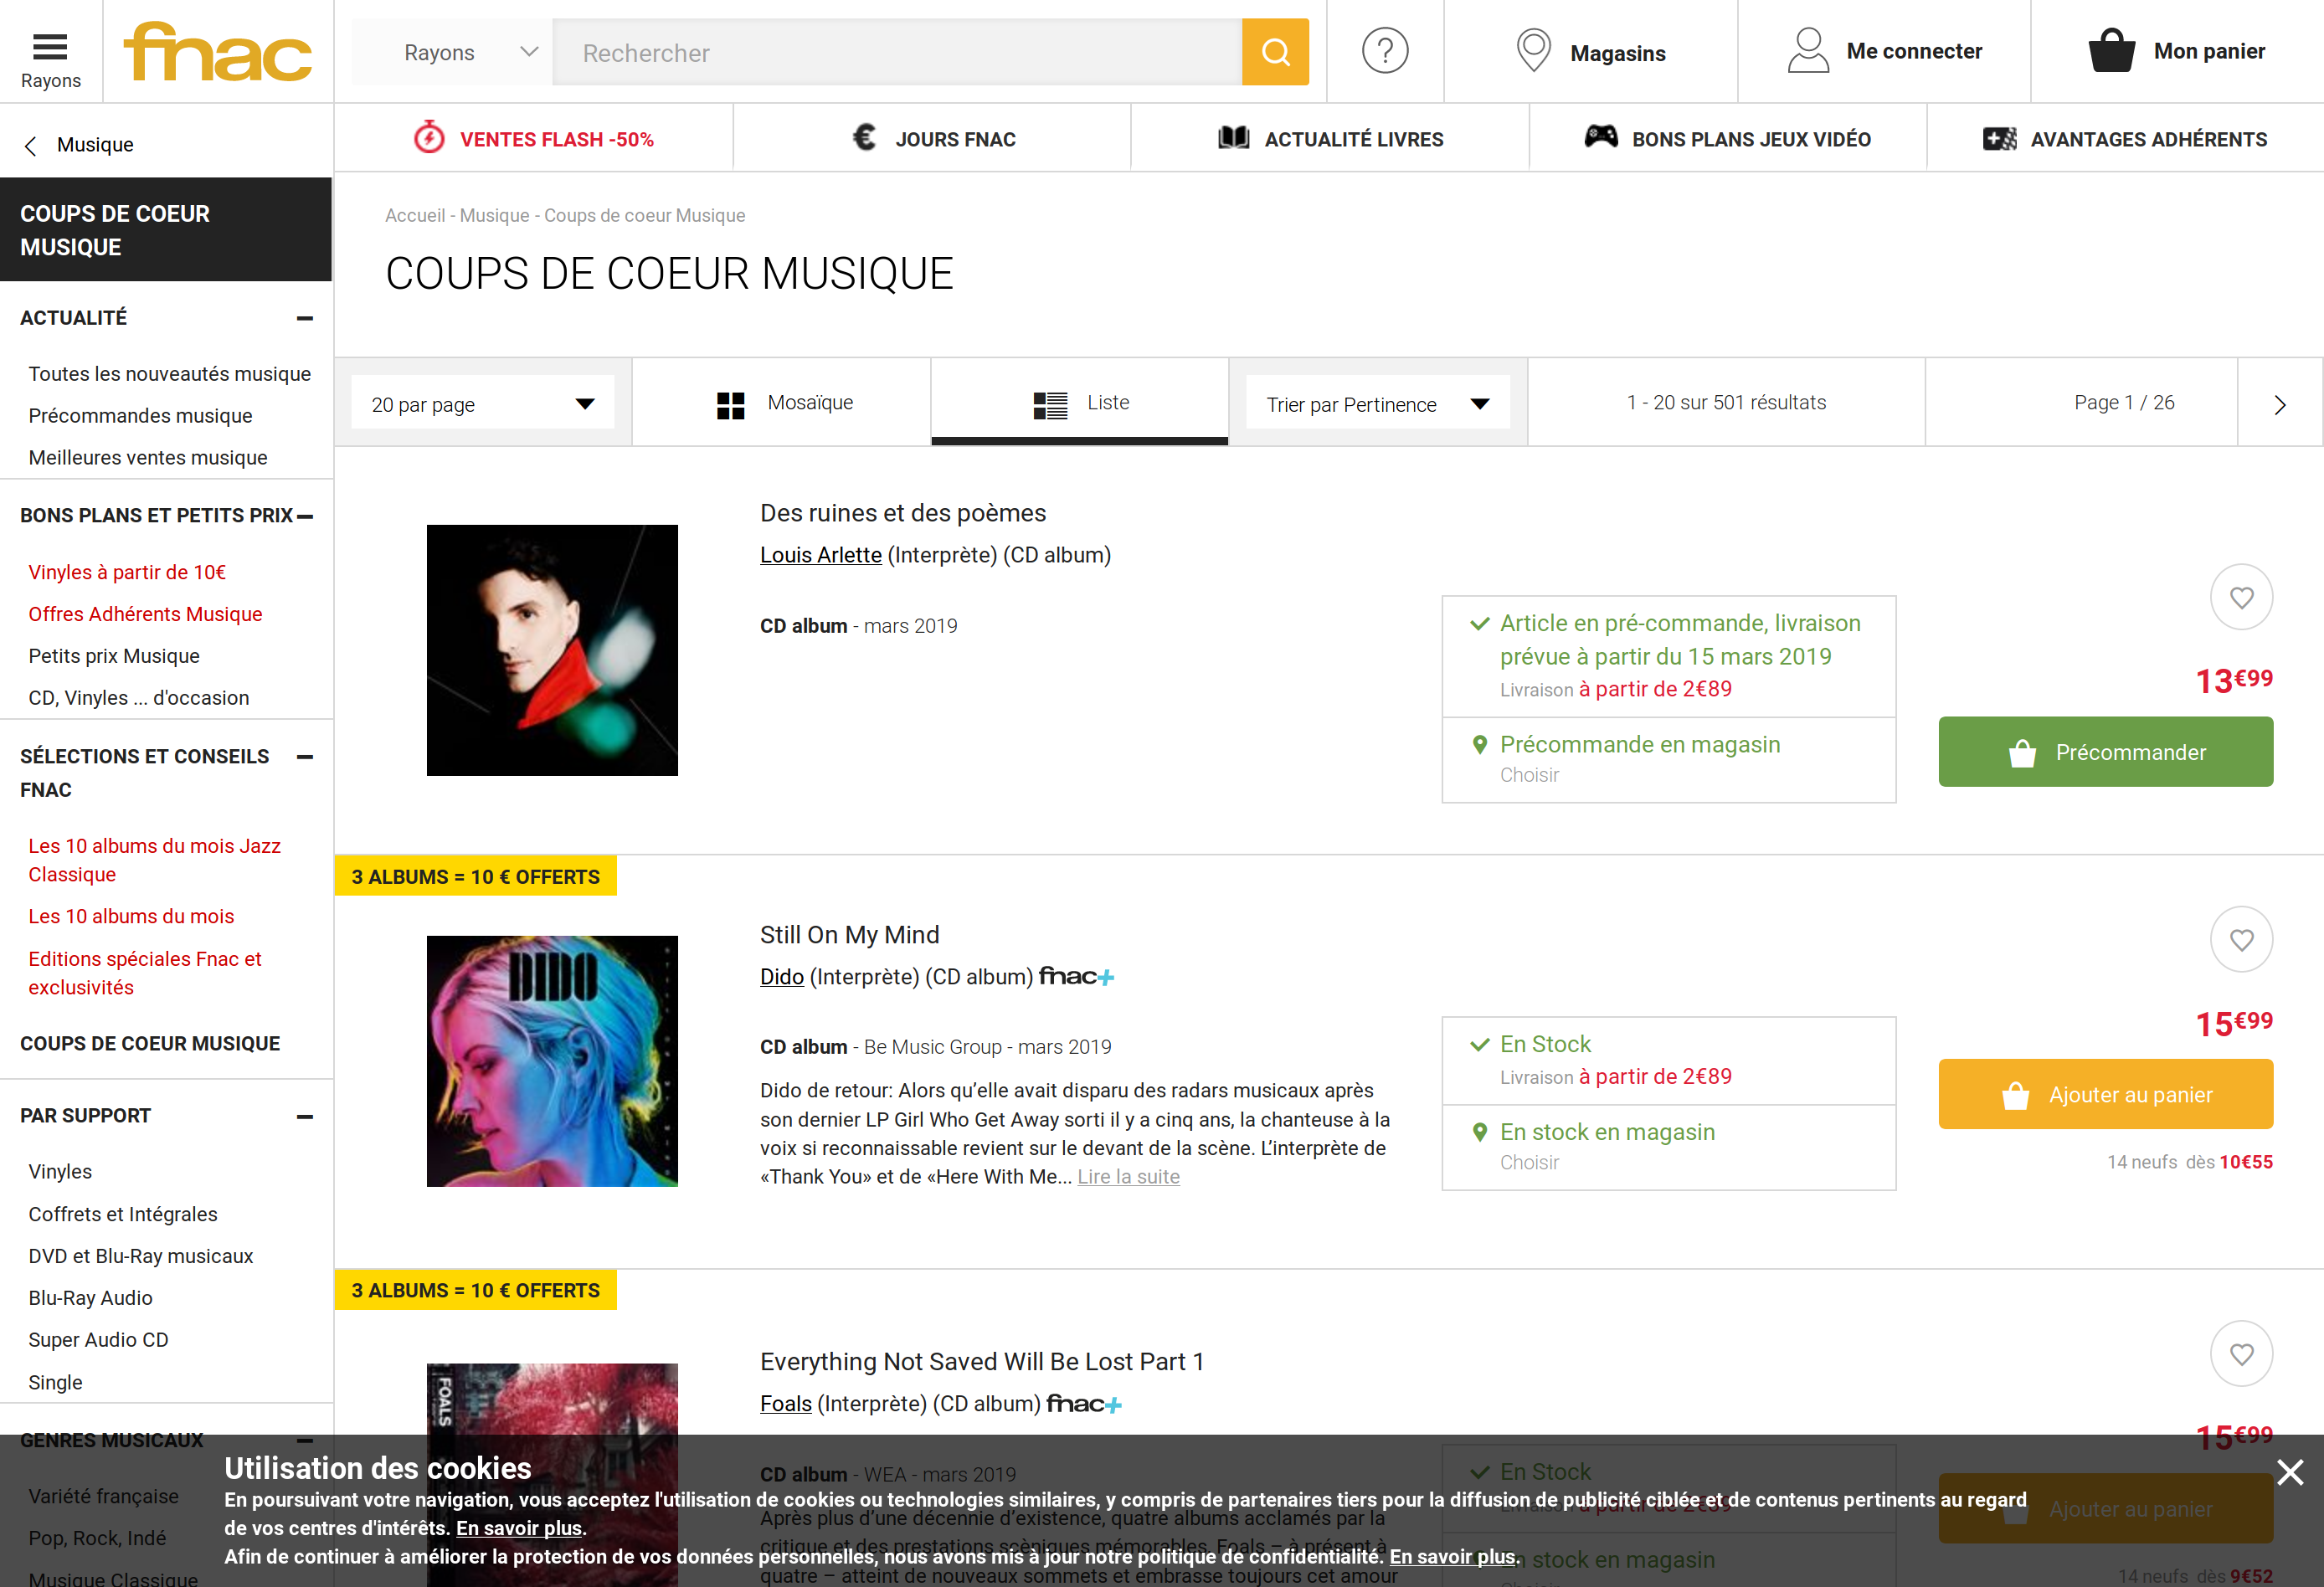 Rayons
fnac
Rayons
Rechercher
?
Magasins
Me connecter
Mon panier
VENTES FLASH -50%
€ JOURS FNAC
ACTUALITÉ LIVRES
BONS PLANS JEUX VIDÉO
AVANTAGES ADHÉRENTS
Musique
COUPS DE COEUR
MUSIQUE
ACTUALITÉ
Toutes les nouveautés musique
Précommandes musique
Meilleures ventes musique
BONS PLANS ET PETITS PRIX
Vinyles à partir de 10€
Offres Adhérents Musique
Petits prix Musique
CD, Vinyles ... d'occasion
SÉLECTIONS ET CONSEILS
FNAC
Les 10 albums du mois Jazz
Classique
Les 10 albums du mois
Editions spéciales Fnac et
exclusivités
COUPS DE COEUR MUSIQUE
PAR SUPPORT
Vinyles
Coffrets et Intégrales
DVD et Blu-Ray musicaux
Blu-Ray Audio
Super Audio CD
Single
GENRES MUSICAUX
Variété française
Pop, Rock, Indé
Musique Classique
Accueil - Musique - Coups de coeur Musique
COUPS DE COEUR MUSIQUE
20 par page
Mosaïque
Liste
Trier par Pertinence
1 - 20 sur 501 résultats
Page 1 / 26
Des ruines et des poèmes
Louis Arlette (Interprète) (CD album)
CD album - mars 2019
Article en pré-commande, livraison
prévue à partir du 15 mars 2019
Livraison à partir de 2€89
Précommande en magasin
Choisir
13€99
Précommander
3 ALBUMS = 10 € OFFERTS
DIDO
Still On My Mind
Dido (Interprète) (CD album) fnac+
CD album - Be Music Group - mars 2019
Dido de retour: Alors qu’elle avait disparu des radars musicaux après
son dernier LP Girl Who Get Away sorti il y a cinq ans, la chanteuse à la
voix si reconnaissable revient sur le devant de la scène. L’interprète de
«Thank You» et de «Here With Me... Lire la suite
En Stock
Livraison à partir de 2€89
En stock en magasin
Choisir
15€99
Ajouter au panier
14 neufs dès 10€55
3 ALBUMS = 10 € OFFERTS
FOALS
Everything Not Saved Will Be Lost Part 1
Foals (Interprète) (CD album) fnac+
CD album - WEA - mars 2019
Après plus d’une décennie d’existence, quatre albums acclamés par la
critique et des prestations scèniques mémorables, Foals – à présent à
quatre – atteint de nouveaux sommets et embrasse toujours cet amour
En Stock
à partir de 2€89
En stock en magasin
15€99
Ajouter au panier
14 neufs dès 9€52
Utilisation des cookies
En poursuivant votre navigation, vous acceptez l'utilisation de cookies ou technologies similaires, y compris de partenaires tiers pour la diffusion de publicité ciblée et de contenus pertinents au regard
de vos centres d'intérêts. En savoir plus.
Afin de continuer à améliorer la protection de vos données personnelles, nous avons mis à jour notre politique de confidentialité. En savoir plus.